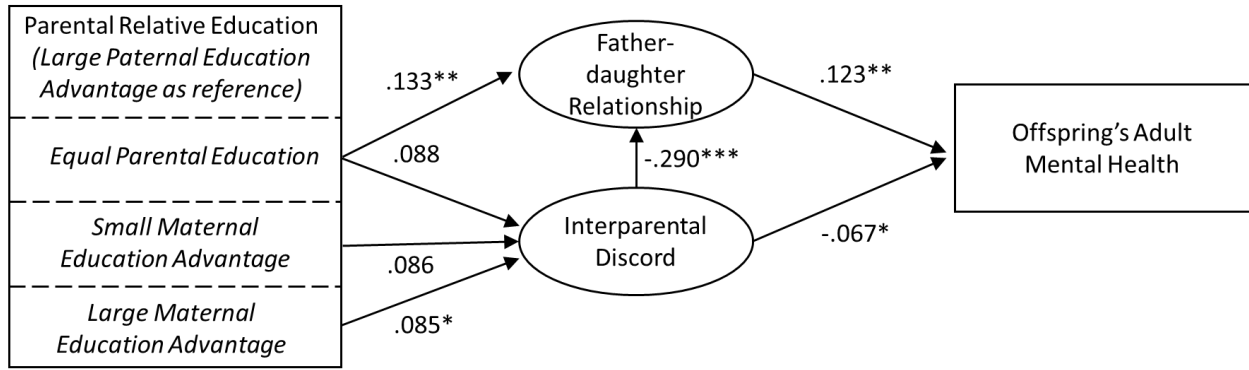 Parental Relative Education
(Large Paternal Education
Advantage as reference)
Equal Parental Education
Small Maternal
Education Advantage
Large Maternal
Education Advantage
.133**
.088
.086
.085*
Father-
daughter
Relationship
-.290***
Interparental
Discord
.123**
-.067*
Offspring’s Adult
Mental Health